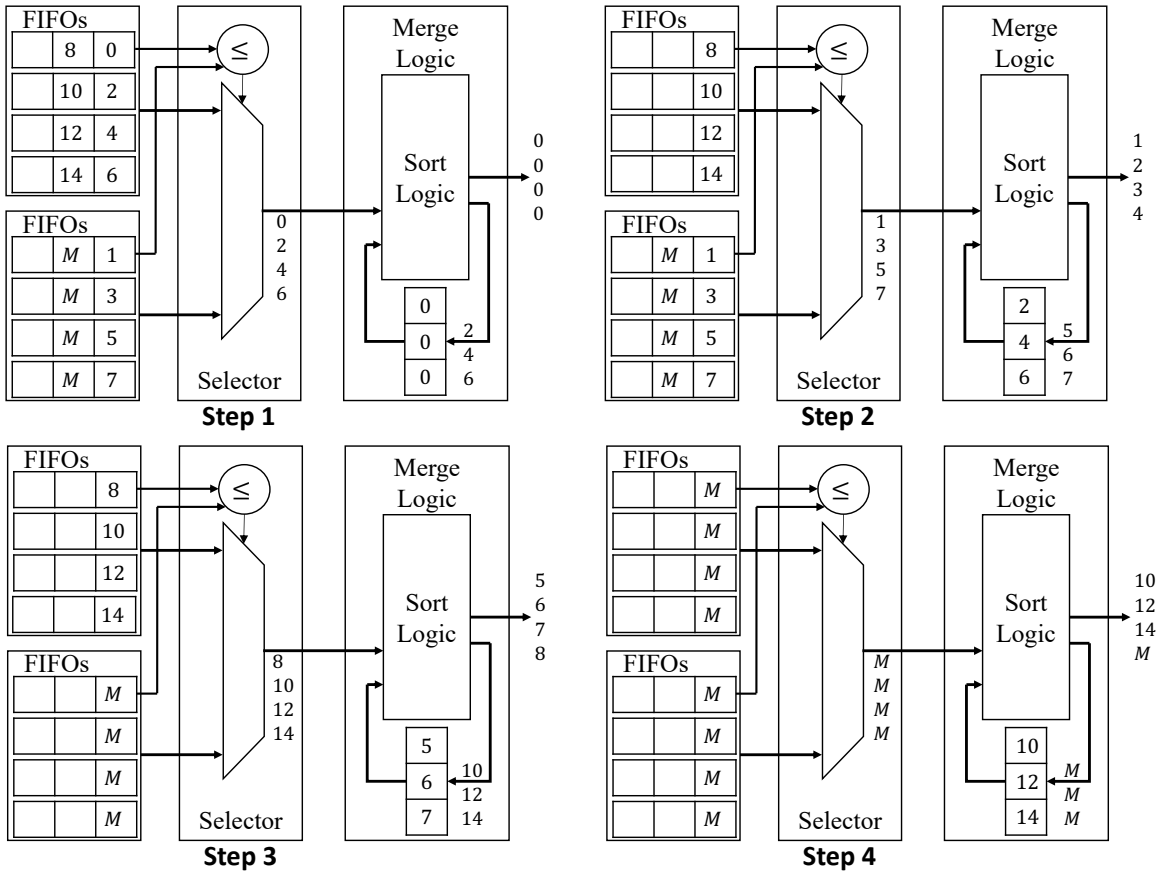 FIFOs
8 0
10 2
12 4
14 6
FIFOs
M 1
M 3
M 5
M 7
≤
0
2
4
6
Selector
Merge
Logic
Sort
Logic
0
0
0
2
4
6
0
0
0
0
Step 1
FIFOs
8
10
12
14
FIFOs
M 1
M 3
M 5
M 7
≤
1
3
5
7
Selector
Merge
Logic
Sort
Logic
2
4
6
5
6
7
1
2
3
4
Step 2
FIFOs
8
10
12
14
FIFOs
M
M
M
M
≤
8
10
12
14
Selector
Merge
Logic
Sort
Logic
5
6
7
10
12
14
5
6
7
8
Step 3
FIFOs
M
M
M
M
FIFOs
M
M
M
M
≤
M
M
M
M
Selector
Merge
Logic
Sort
Logic
10
12
14
M
M
M
10
12
14
M
Step 4